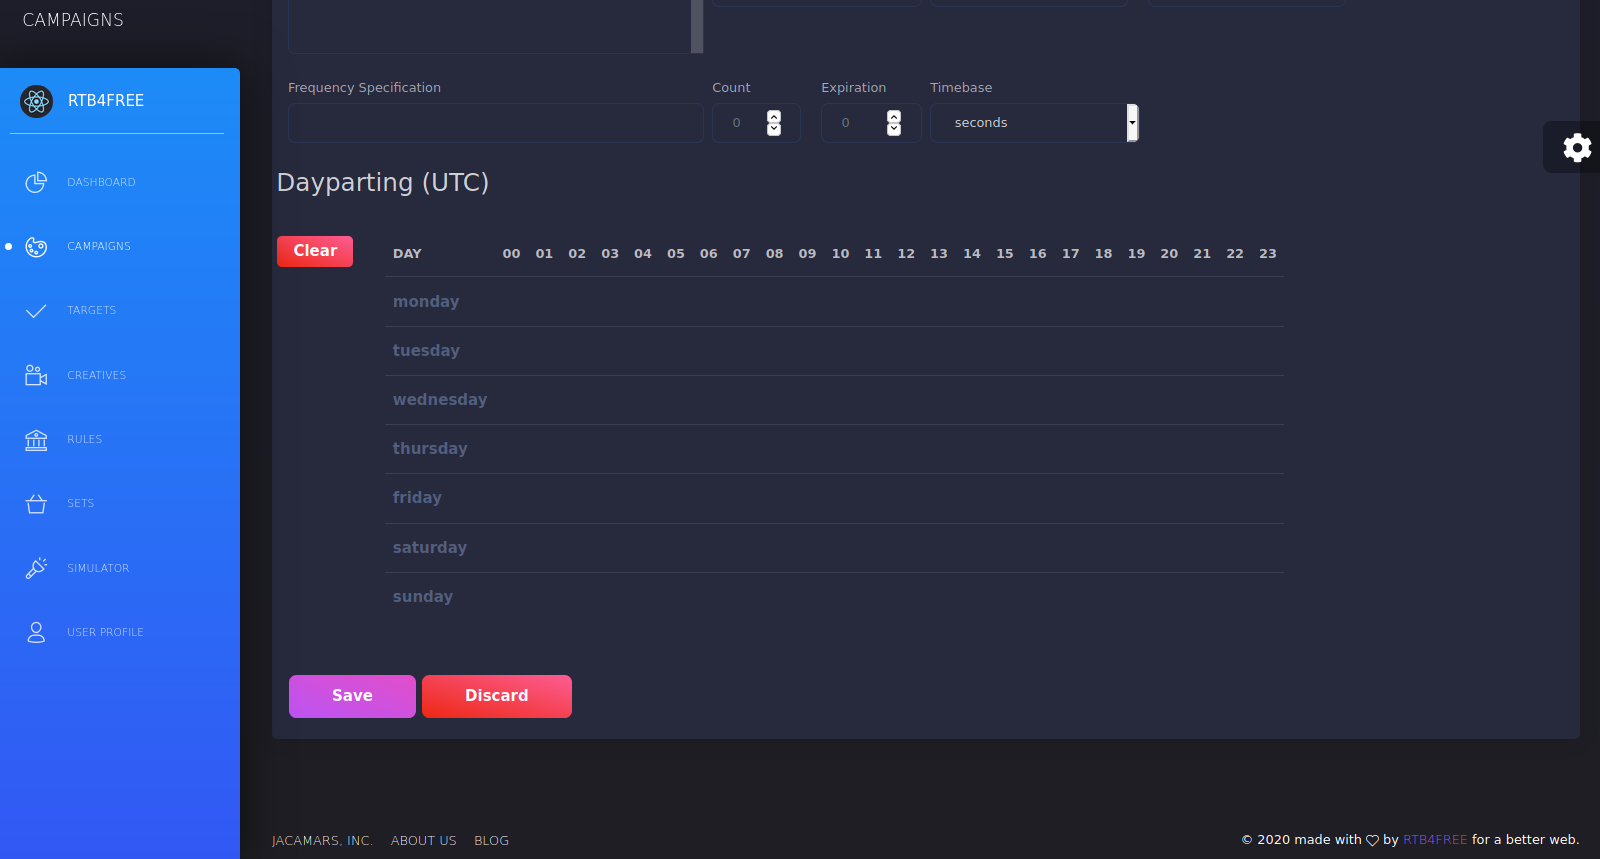 CAMPAIGNS
RTB4FREE
DASHBOARD
CAMPAIGNS
TARGETS
CREATIVES
RULES
SETS
SIMULATOR
USER PROFILE
Frequency Specification Count Expiration Timebase
0 0 seconds
Dayparting (UTC)
Clear
DAY 00 01 02 03 04 05 06 07 08 09 10 11 12 13 14 15 16 17 18 19 20 21 22 23
monday
tuesday
wednesday
thursday
friday
saturday
sunday
Save Discard
JACAMARS, INC. ABOUT US BLOG
© 2020 made with by RTB4FREE for a better web.